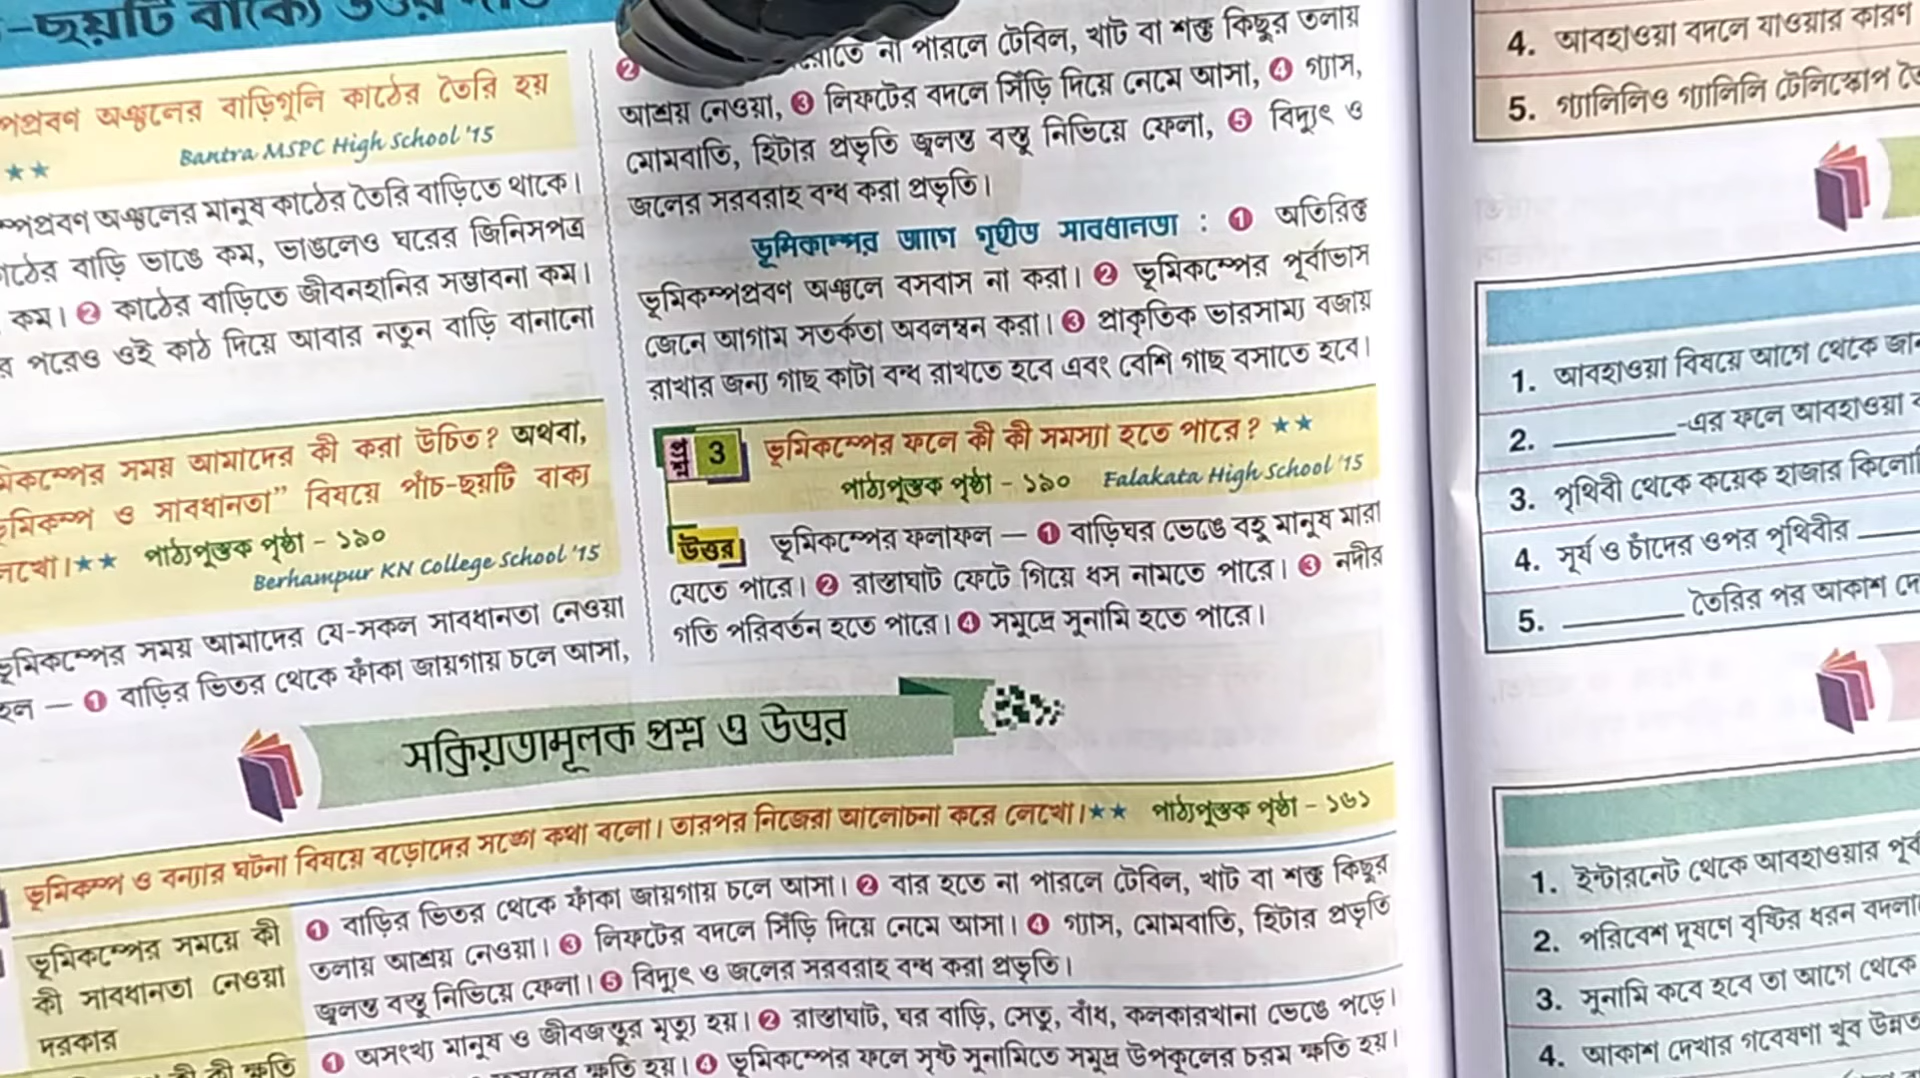 -ছয়টি বাক্যে উত্তর দাও
পপ্রবণ অঞ্চলের বাড়িগুলি কাঠের তৈরি হয়
★★ Bantra MSPC High School '15
ম্পপ্রবণ অঞ্চলের মানুষ কাঠের তৈরি বাড়িতে থাকে।
কাঠের বাড়ি ভাঙে কম, ভাঙলেও ঘরের জিনিসপত্র
কম। ❷ কাঠের বাড়িতে জীবনহানির সম্ভাবনা কম।
র পরেও ওই কাঠ দিয়ে আবার নতুন বাড়ি বানানো
মিকম্পের সময় আমাদের কী করা উচিত? অথবা,
ভূমিকম্প ও সাবধানতা” বিষয়ে পাঁচ-ছয়টি বাক্য
লেখো।★★ পাঠ্যপুস্তক পৃষ্ঠা - ১৯০
Berhampur KN College School '15
ভূমিকম্পের সময় আমাদের যে-সকল সাবধানতা নেওয়া
হল — ❶ বাড়ির ভিতর থেকে ফাঁকা জায়গায় চলে আসা,
❷ না পারলে টেবিল, খাট বা শক্ত কিছুর তলায়
আশ্রয় নেওয়া, ❸ লিফটের বদলে সিঁড়ি দিয়ে নেমে আসা, ❹ গ্যাস,
মোমবাতি, হিটার প্রভৃতি জ্বলন্ত বস্তু নিভিয়ে ফেলা, ❺ বিদ্যুৎ ও
জলের সরবরাহ বন্ধ করা প্রভৃতি।
ভূমিকম্পের আগে গৃহীত সাবধানতা : ❶ অতিরিক্ত
ভূমিকম্পপ্রবণ অঞ্চলে বসবাস না করা। ❷ ভূমিকম্পের পূর্বাভাস
জেনে আগাম সতর্কতা অবলম্বন করা। ❸ প্রাকৃতিক ভারসাম্য বজায়
রাখার জন্য গাছ কাটা বন্ধ রাখতে হবে এবং বেশি গাছ বসাতে হবে।
প্রশ্ন 3 ভূমিকম্পের ফলে কী কী সমস্যা হতে পারে? ★★
পাঠ্যপুস্তক পৃষ্ঠা - ১৯০ Falakata High School '15
উত্তর ভূমিকম্পের ফলাফল — ❶ বাড়িঘর ভেঙে বহু মানুষ মারা
যেতে পারে। ❷ রাস্তাঘাট ফেটে গিয়ে ধস নামতে পারে। ❸ নদীর
গতি পরিবর্তন হতে পারে। ❹ সমুদ্রে সুনামি হতে পারে।
সক্রিয়তামূলক প্রশ্ন ও উত্তর
ভূমিকম্প ও বন্যার ঘটনা বিষয়ে বড়োদের সঙ্গে কথা বলো। তারপর নিজেরা আলোচনা করে লেখো।★★ পাঠ্যপুস্তক পৃষ্ঠা - ১৬১
ভূমিকম্পের সময়ে কী
কী সাবধানতা নেওয়া
দরকার
❶ বাড়ির ভিতর থেকে ফাঁকা জায়গায় চলে আসা। ❷ বার হতে না পারলে টেবিল, খাট বা শক্ত কিছুর
তলায় আশ্রয় নেওয়া। ❸ লিফটের বদলে সিঁড়ি দিয়ে নেমে আসা। ❹ গ্যাস, মোমবাতি, হিটার প্রভৃতি
জ্বলন্ত বস্তু নিভিয়ে ফেলা। ❺ বিদ্যুৎ ও জলের সরবরাহ বন্ধ করা প্রভৃতি।
কী কী ক্ষতি
❶ অসংখ্য মানুষ ও জীবজন্তুর মৃত্যু হয়। ❷ রাস্তাঘাট, ঘর বাড়ি, সেতু, বাঁধ, কলকারখানা ভেঙে পড়ে।
ক্ষতি হয়। ❹ ভূমিকম্পের ফলে সৃষ্ট সুনামিতে সমুদ্র উপকূলের চরম ক্ষতি হয়।
4. আবহাওয়া বদলে যাওয়ার কারণ
5. গ্যালিলিও গ্যালিলি টেলিস্কোপ তৈ
1. আবহাওয়া বিষয়ে আগে থেকে জান
2. ________-এর ফলে আবহাওয়া ব
3. পৃথিবী থেকে কয়েক হাজার কিলো
4. সূর্য ও চাঁদের ওপর পৃথিবীর ____
5. ________ তৈরির পর আকাশ দে
1. ইন্টারনেট থেকে আবহাওয়ার পূর্ব
2. পরিবেশ দূষণে বৃষ্টির ধরন বদলা
3. সুনামি কবে হবে তা আগে থেকে
4. আকাশ দেখার গবেষণা খুব উন্নত